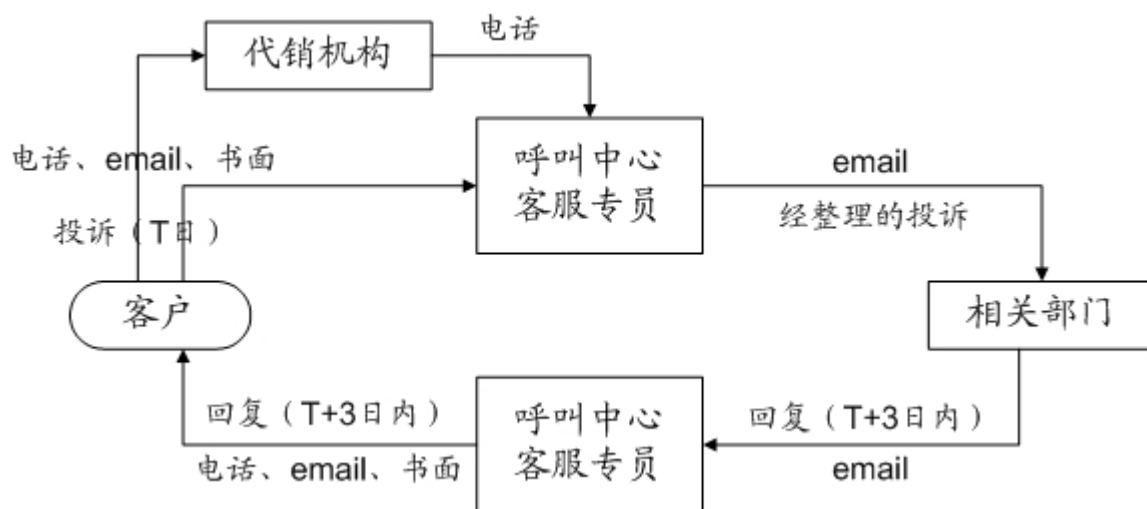 电话
代销机构
呼叫中心
客服专员
电话、email、书面
email
经整理的投诉
投诉（T日）
客户
相关部门
回复（T+3日内）
电话、email、书面
呼叫中心
客服专员
回复（T+3日内）
email